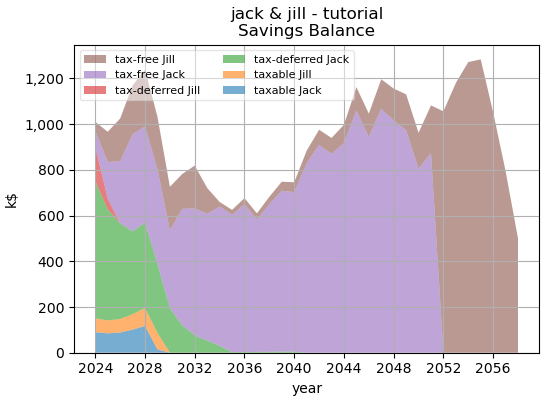 jack & jill - tutorial
Savings Balance
tax-free Jill
tax-free Jack
tax-deferred Jill
tax-deferred Jack
taxable Jill
taxable Jack
k$
1,200
1,000
800
600
400
200
0
2024 2028 2032 2036 2040 2044 2048 2052 2056
year